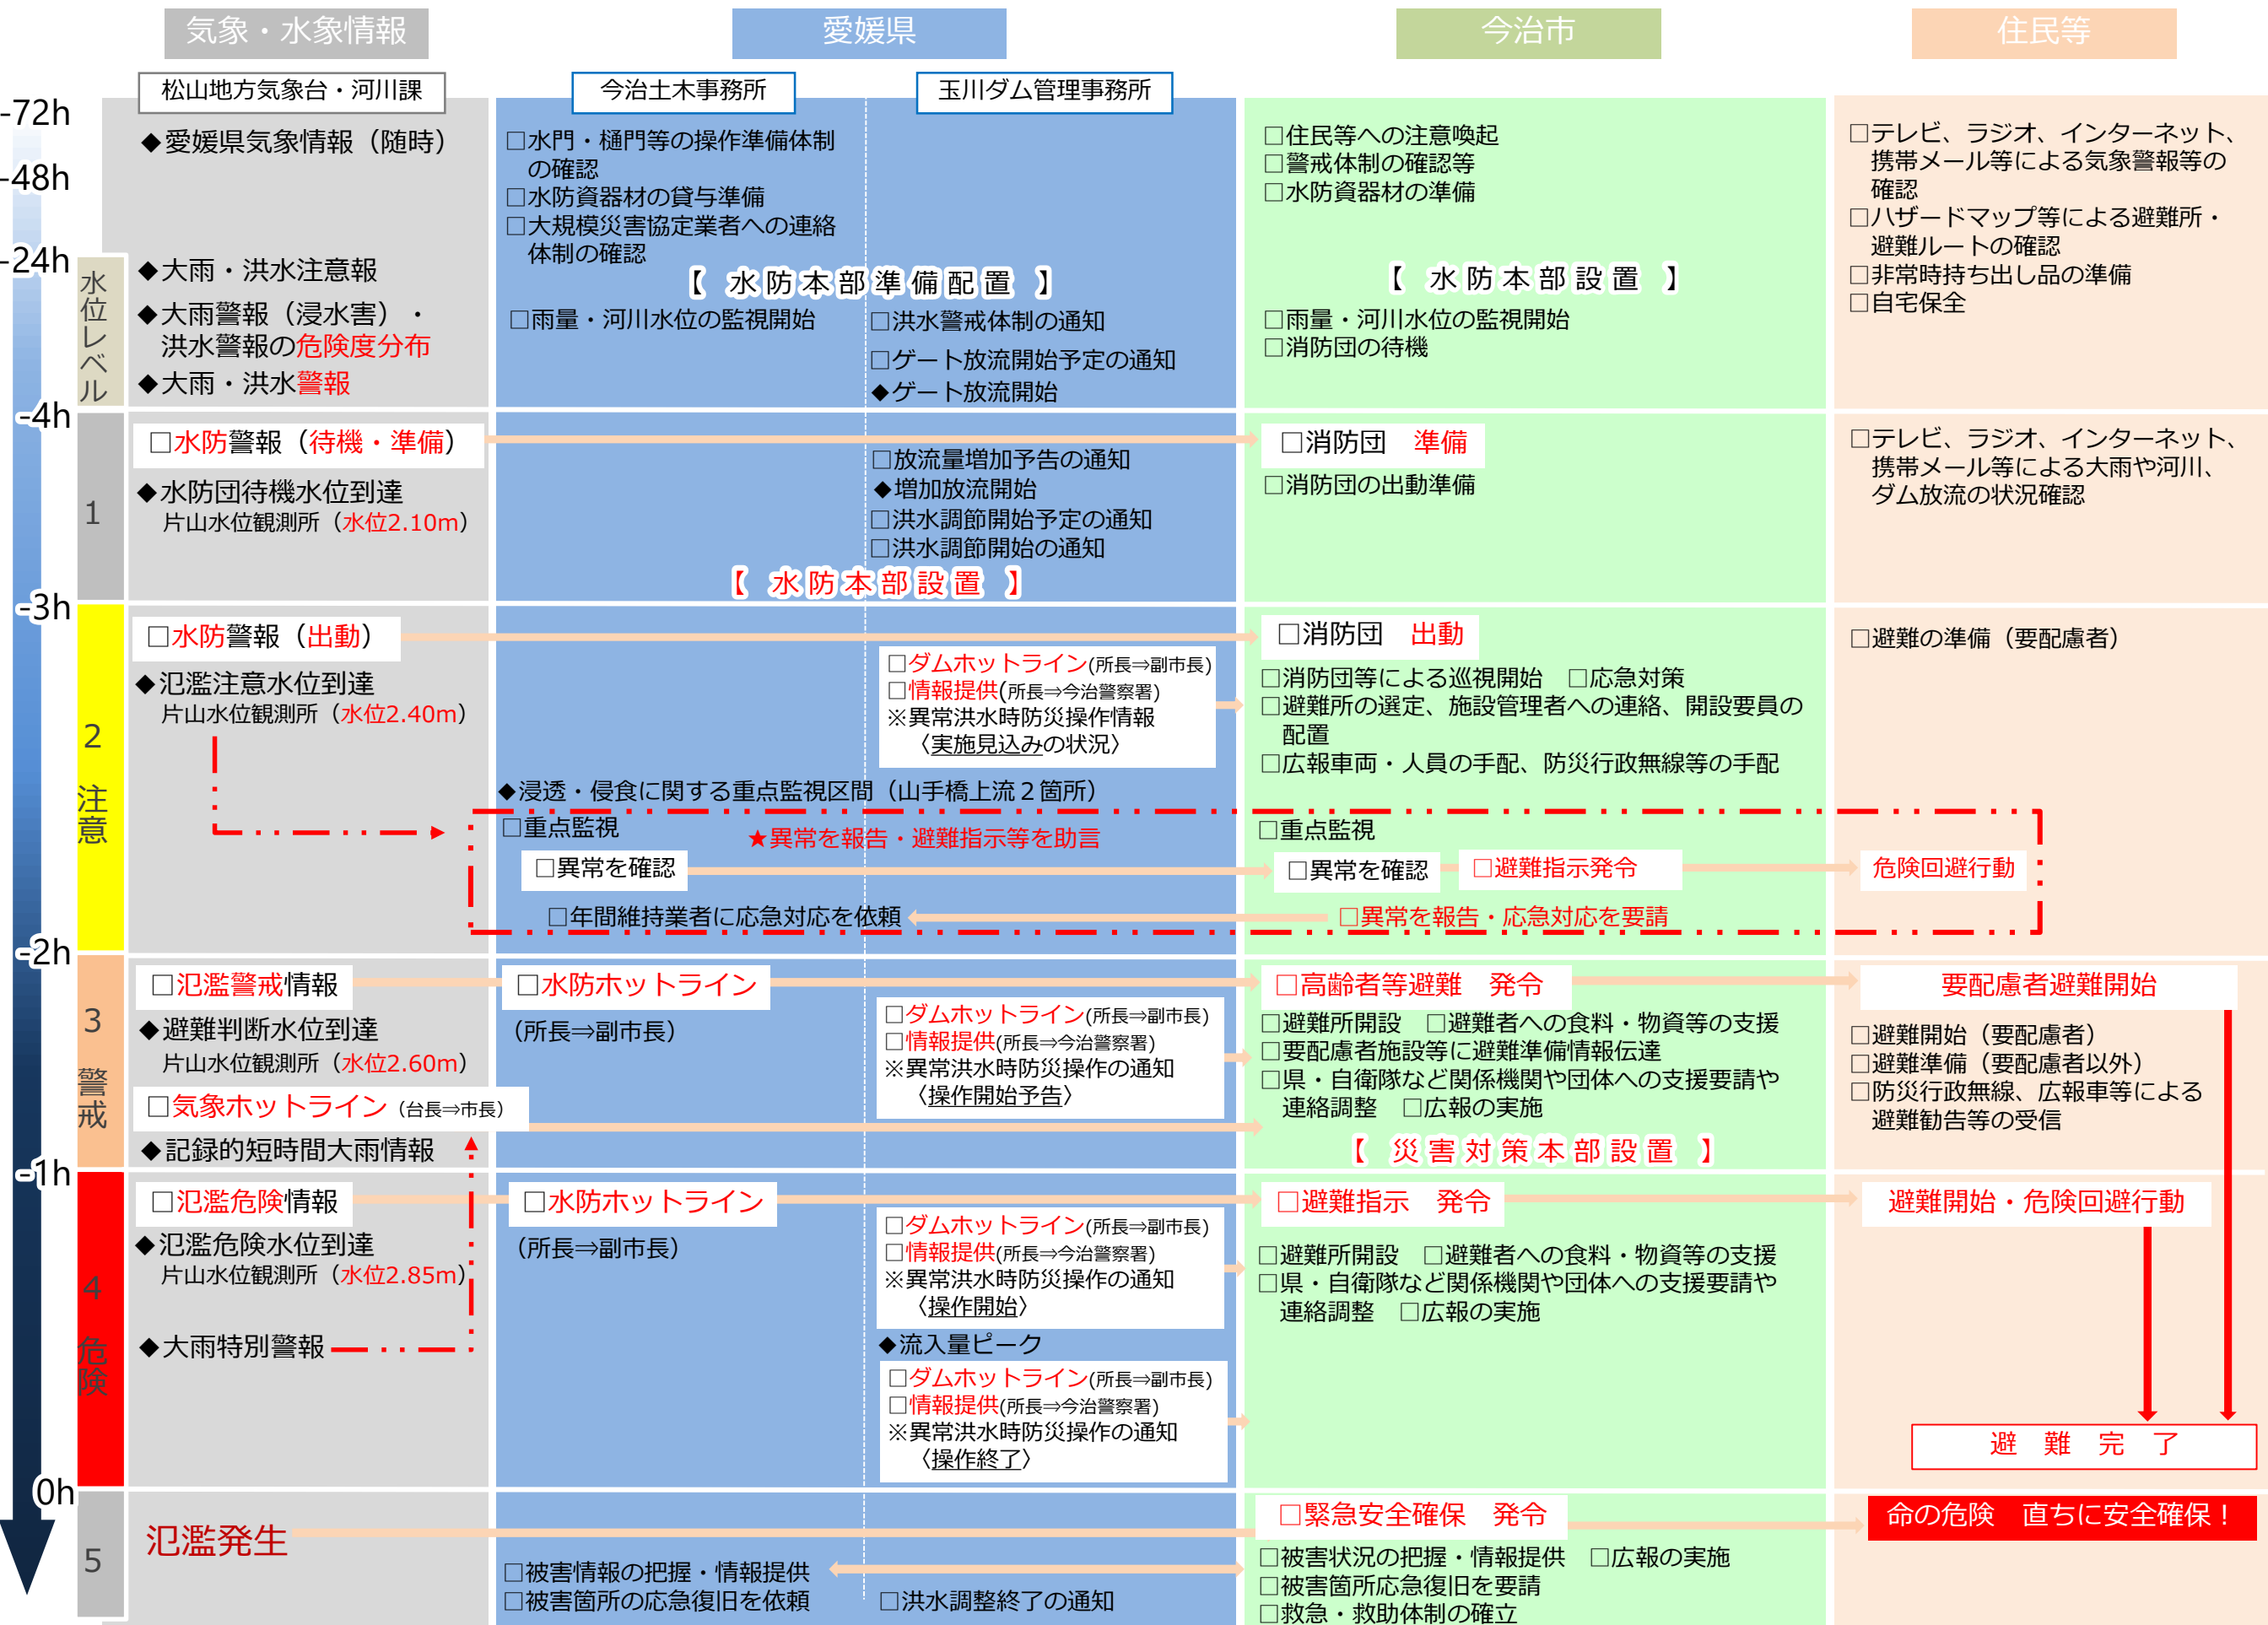 気象・水象情報
愛媛県
今治市
住民等
松山地方気象台・河川課
今治土木事務所
玉川ダム管理事務所
-72h
-48h
-24h
◆愛媛県気象情報（随時）
□水門・樋門等の操作準備体制
の確認
□水防資器材の貸与準備
□大規模災害協定業者への連絡
体制の確認
□住民等への注意喚起
□警戒体制の確認等
□水防資器材の準備
□テレビ、ラジオ、インターネット、
携帯メール等による気象警報等の
確認
□ハザードマップ等による避難所・
避難ルートの確認
□非常時持ち出し品の準備
□自宅保全
水位レベル
◆大雨・洪水注意報
◆大雨警報（浸水害）・
洪水警報の危険度分布
◆大雨・洪水警報
【 水防本部準備配置 】
□雨量・河川水位の監視開始
□洪水警戒体制の通知
□ゲート放流開始予定の通知
◆ゲート放流開始
【 水防本部設置 】
□雨量・河川水位の監視開始
□消防団の待機
-4h
1
□水防警報（待機・準備）
◆水防団待機水位到達
片山水位観測所（水位2.10m）
□放流量増加予告の通知
◆増加放流開始
□洪水調節開始予定の通知
□洪水調節開始の通知
【 水防本部設置 】
□消防団　準備
□消防団の出動準備
□テレビ、ラジオ、インターネット、
携帯メール等による大雨や河川、
ダム放流の状況確認
-3h
2 注意
□水防警報（出動）
◆氾濫注意水位到達
片山水位観測所（水位2.40m）
□ダムホットライン(所長⇒副市長)
□情報提供(所長⇒今治警察署)
※異常洪水時防災操作情報
〈実施見込みの状況〉
□消防団　出動
□消防団等による巡視開始　□応急対策
□避難所の選定、施設管理者への連絡、開設要員の
配置
□広報車両・人員の手配、防災行政無線等の手配
□避難の準備（要配慮者）
◆浸透・侵食に関する重点監視区間（山手橋上流２箇所）
□重点監視
★異常を報告・避難指示等を助言
□重点監視
□異常を確認
□異常を確認
□避難指示発令
危険回避行動
□年間維持業者に応急対応を依頼
□異常を報告・応急対応を要請
-2h
3 警戒
□氾濫警戒情報
◆避難判断水位到達
片山水位観測所（水位2.60m）
□気象ホットライン（台長⇒市長）
◆記録的短時間大雨情報
□水防ホットライン
（所長⇒副市長）
□ダムホットライン(所長⇒副市長)
□情報提供(所長⇒今治警察署)
※異常洪水時防災操作の通知
〈操作開始予告〉
□高齢者等避難　発令
□避難所開設　□避難者への食料・物資等の支援
□要配慮者施設等に避難準備情報伝達
□県・自衛隊など関係機関や団体への支援要請や
連絡調整　□広報の実施
【 災害対策本部設置 】
要配慮者避難開始
□避難開始（要配慮者）
□避難準備（要配慮者以外）
□防災行政無線、広報車等による
避難勧告等の受信
-1h
4 危険
□氾濫危険情報
◆氾濫危険水位到達
片山水位観測所（水位2.85m）
◆大雨特別警報
□水防ホットライン
（所長⇒副市長）
□ダムホットライン(所長⇒副市長)
□情報提供(所長⇒今治警察署)
※異常洪水時防災操作の通知
〈操作開始〉
◆流入量ピーク
□ダムホットライン(所長⇒副市長)
□情報提供(所長⇒今治警察署)
※異常洪水時防災操作の通知
〈操作終了〉
□避難指示　発令
□避難所開設　□避難者への食料・物資等の支援
□県・自衛隊など関係機関や団体への支援要請や
連絡調整　□広報の実施
避難開始・危険回避行動
避　難　完　了
0h
5
氾濫発生
□被害情報の把握・情報提供
□被害箇所の応急復旧を依頼
□洪水調整終了の通知
□緊急安全確保　発令
□被害状況の把握・情報提供　□広報の実施
□被害箇所応急復旧を要請
□救急・救助体制の確立
命の危険　直ちに安全確保！